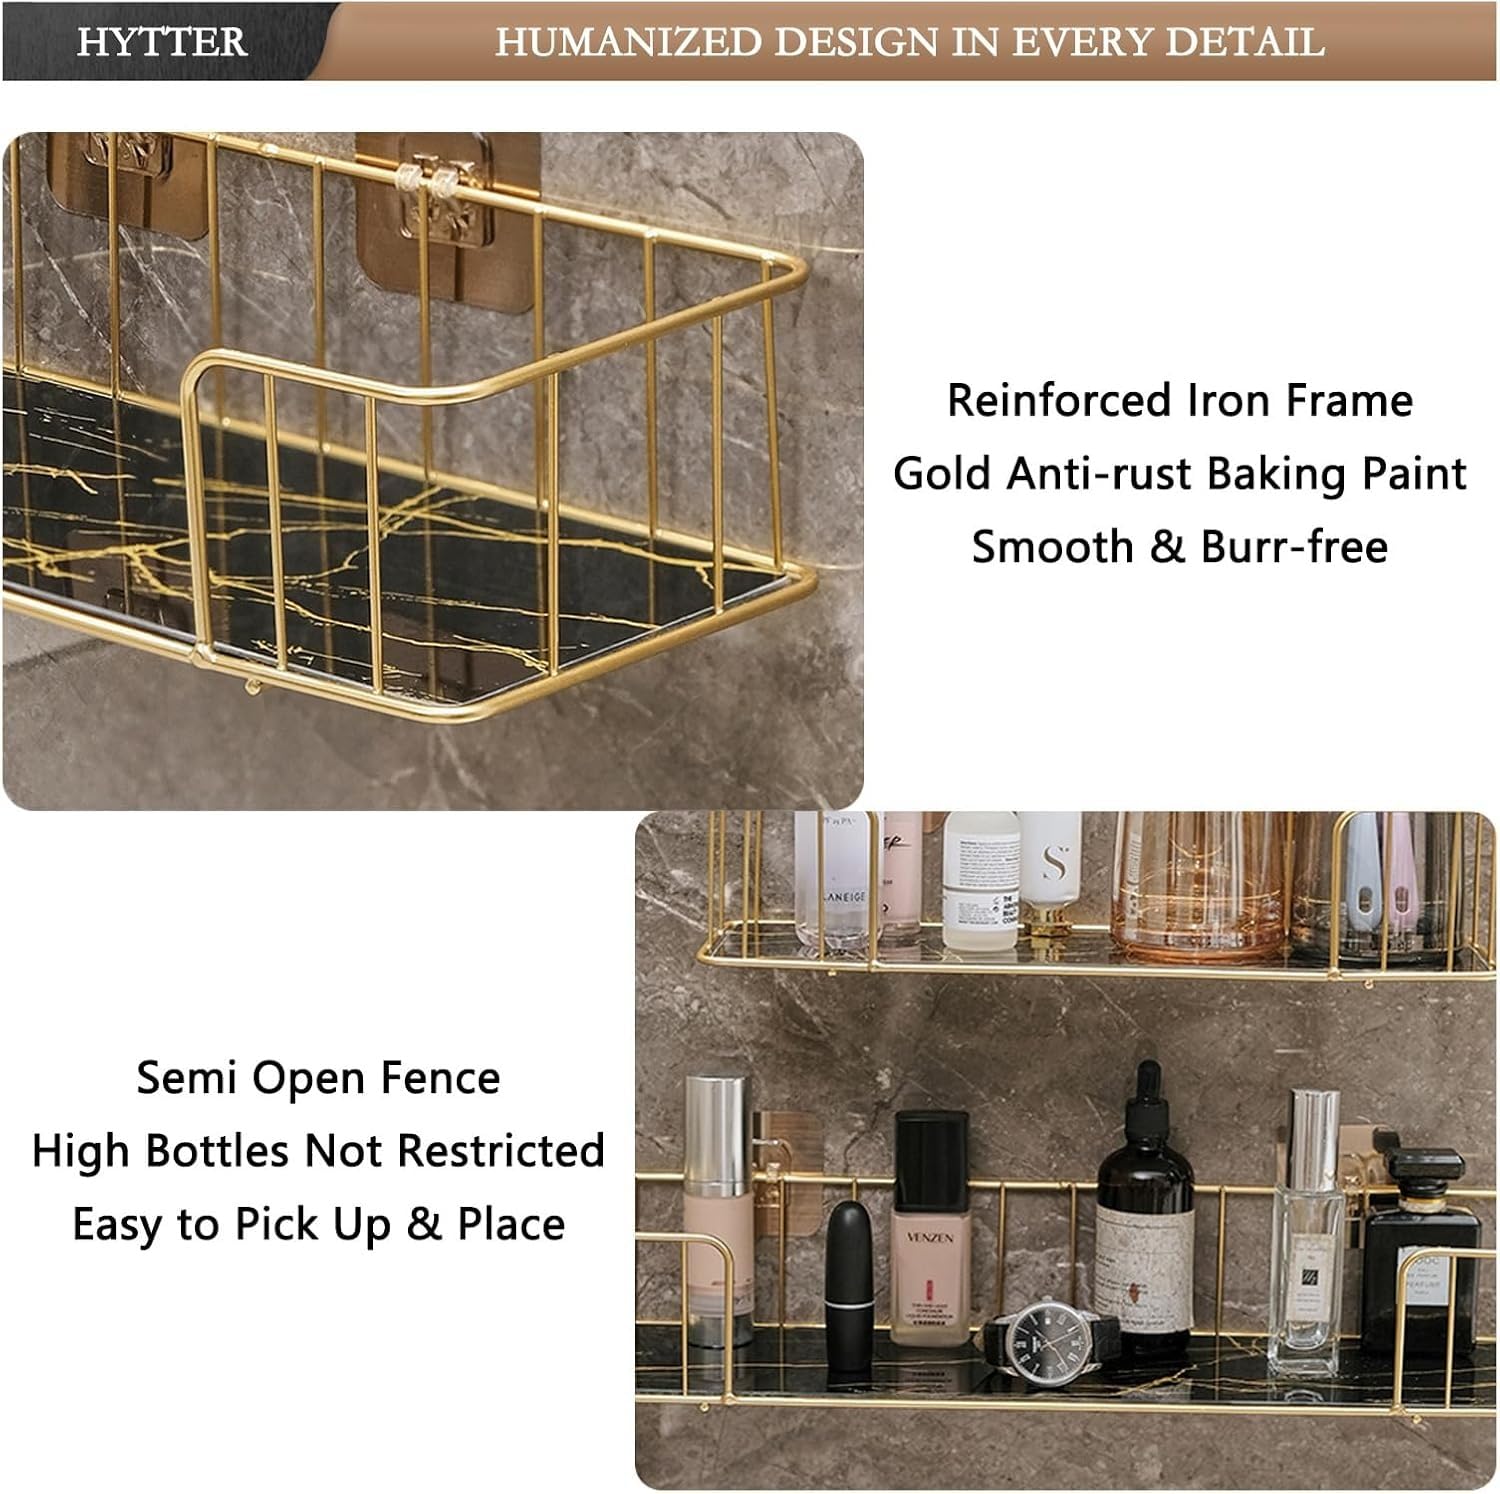 HYTTER
HUMANIZED DESIGN IN EVERY DETAIL
Reinforced Iron Frame
Gold Anti-rust Baking Paint
Smooth & Burr-free
LANEIGE
S
THE
Semi Open Fence
High Bottles Not Restricted
Easy to Pick Up & Place
VENZEN